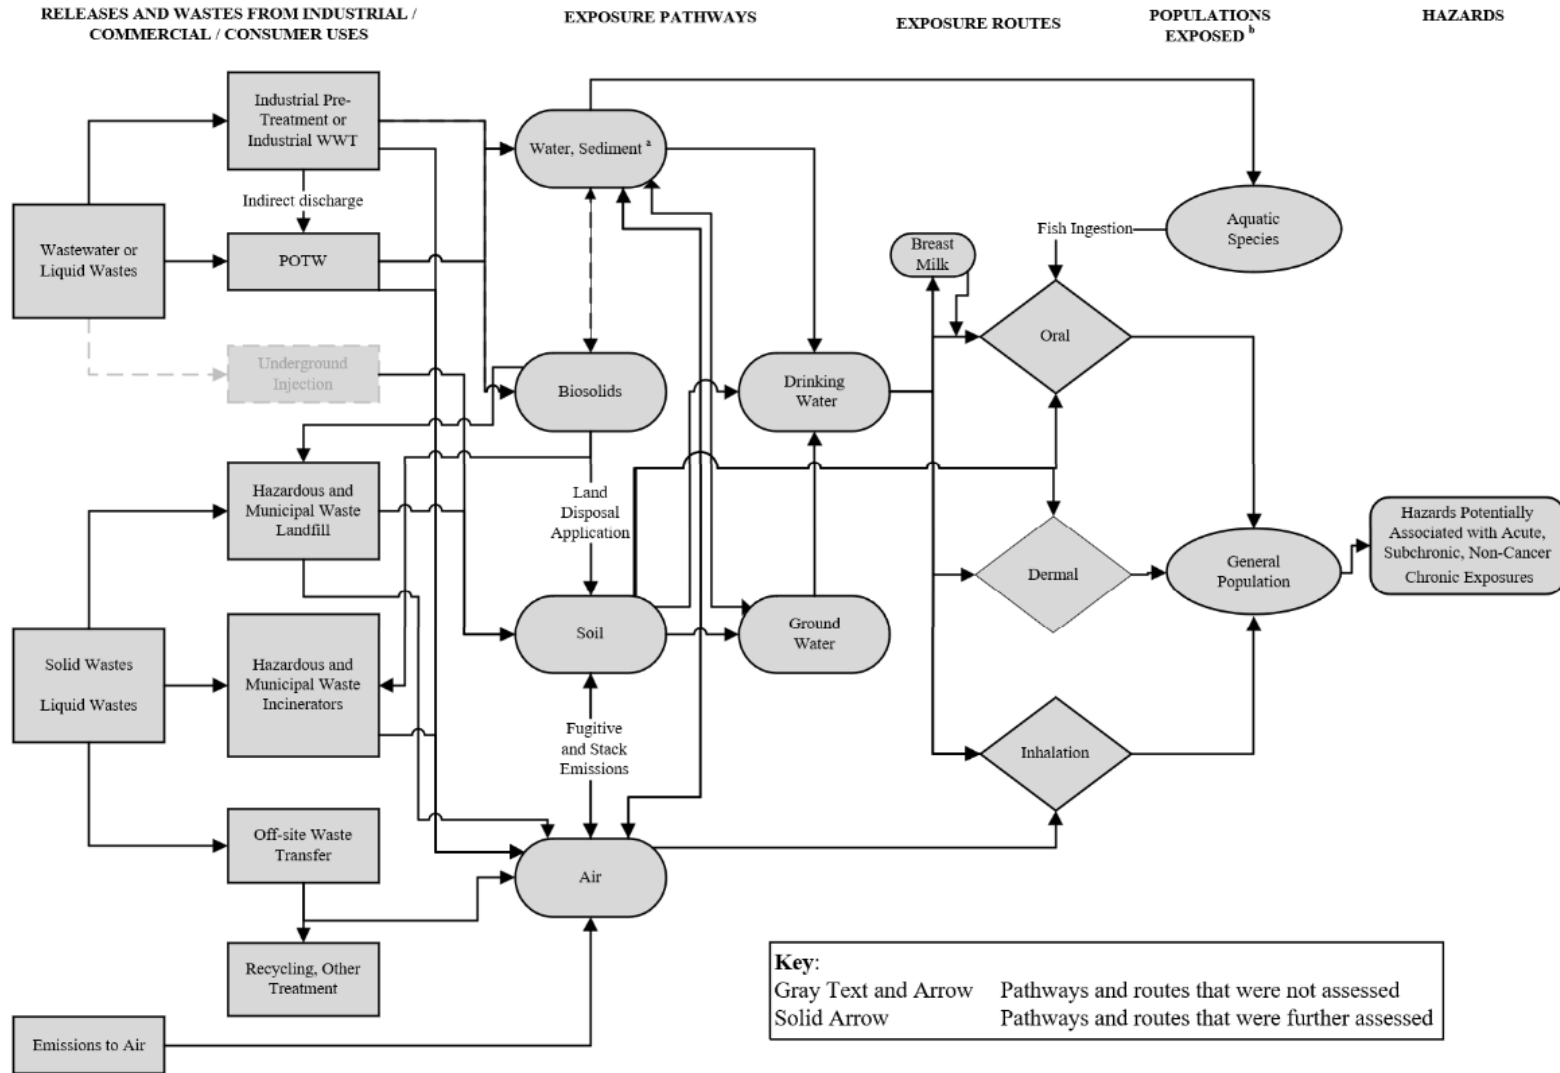 RELEASES AND WASTES FROM INDUSTRIAL /
COMMERCIAL / CONSUMER USES
EXPOSURE PATHWAYS
EXPOSURE ROUTES
POPULATIONS
EXPOSED b
HAZARDS
Industrial Pre-
Treatment or
Industrial WWT
Water, Sediment a
Indirect discharge
Wastewater or
Liquid Wastes
POTW
Breast
Milk
Fish Ingestion
Aquatic
Species
Oral
Underground
Injection
Biosolids
Drinking
Water
Hazardous and
Municipal Waste
Landfill
Land
Disposal
Application
Hazards Potentially
Associated with Acute,
Subchronic, Non-Cancer
Chronic Exposures
Dermal
General
Population
Soil
Ground
Water
Solid Wastes
Liquid Wastes
Hazardous and
Municipal Waste
Incinerators
Fugitive
and Stack
Emissions
Inhalation
Off-site Waste
Transfer
Air
Recycling, Other
Treatment
Emissions to Air
Key:
Gray Text and Arrow Pathways and routes that were not assessed
Solid Arrow Pathways and routes that were further assessed